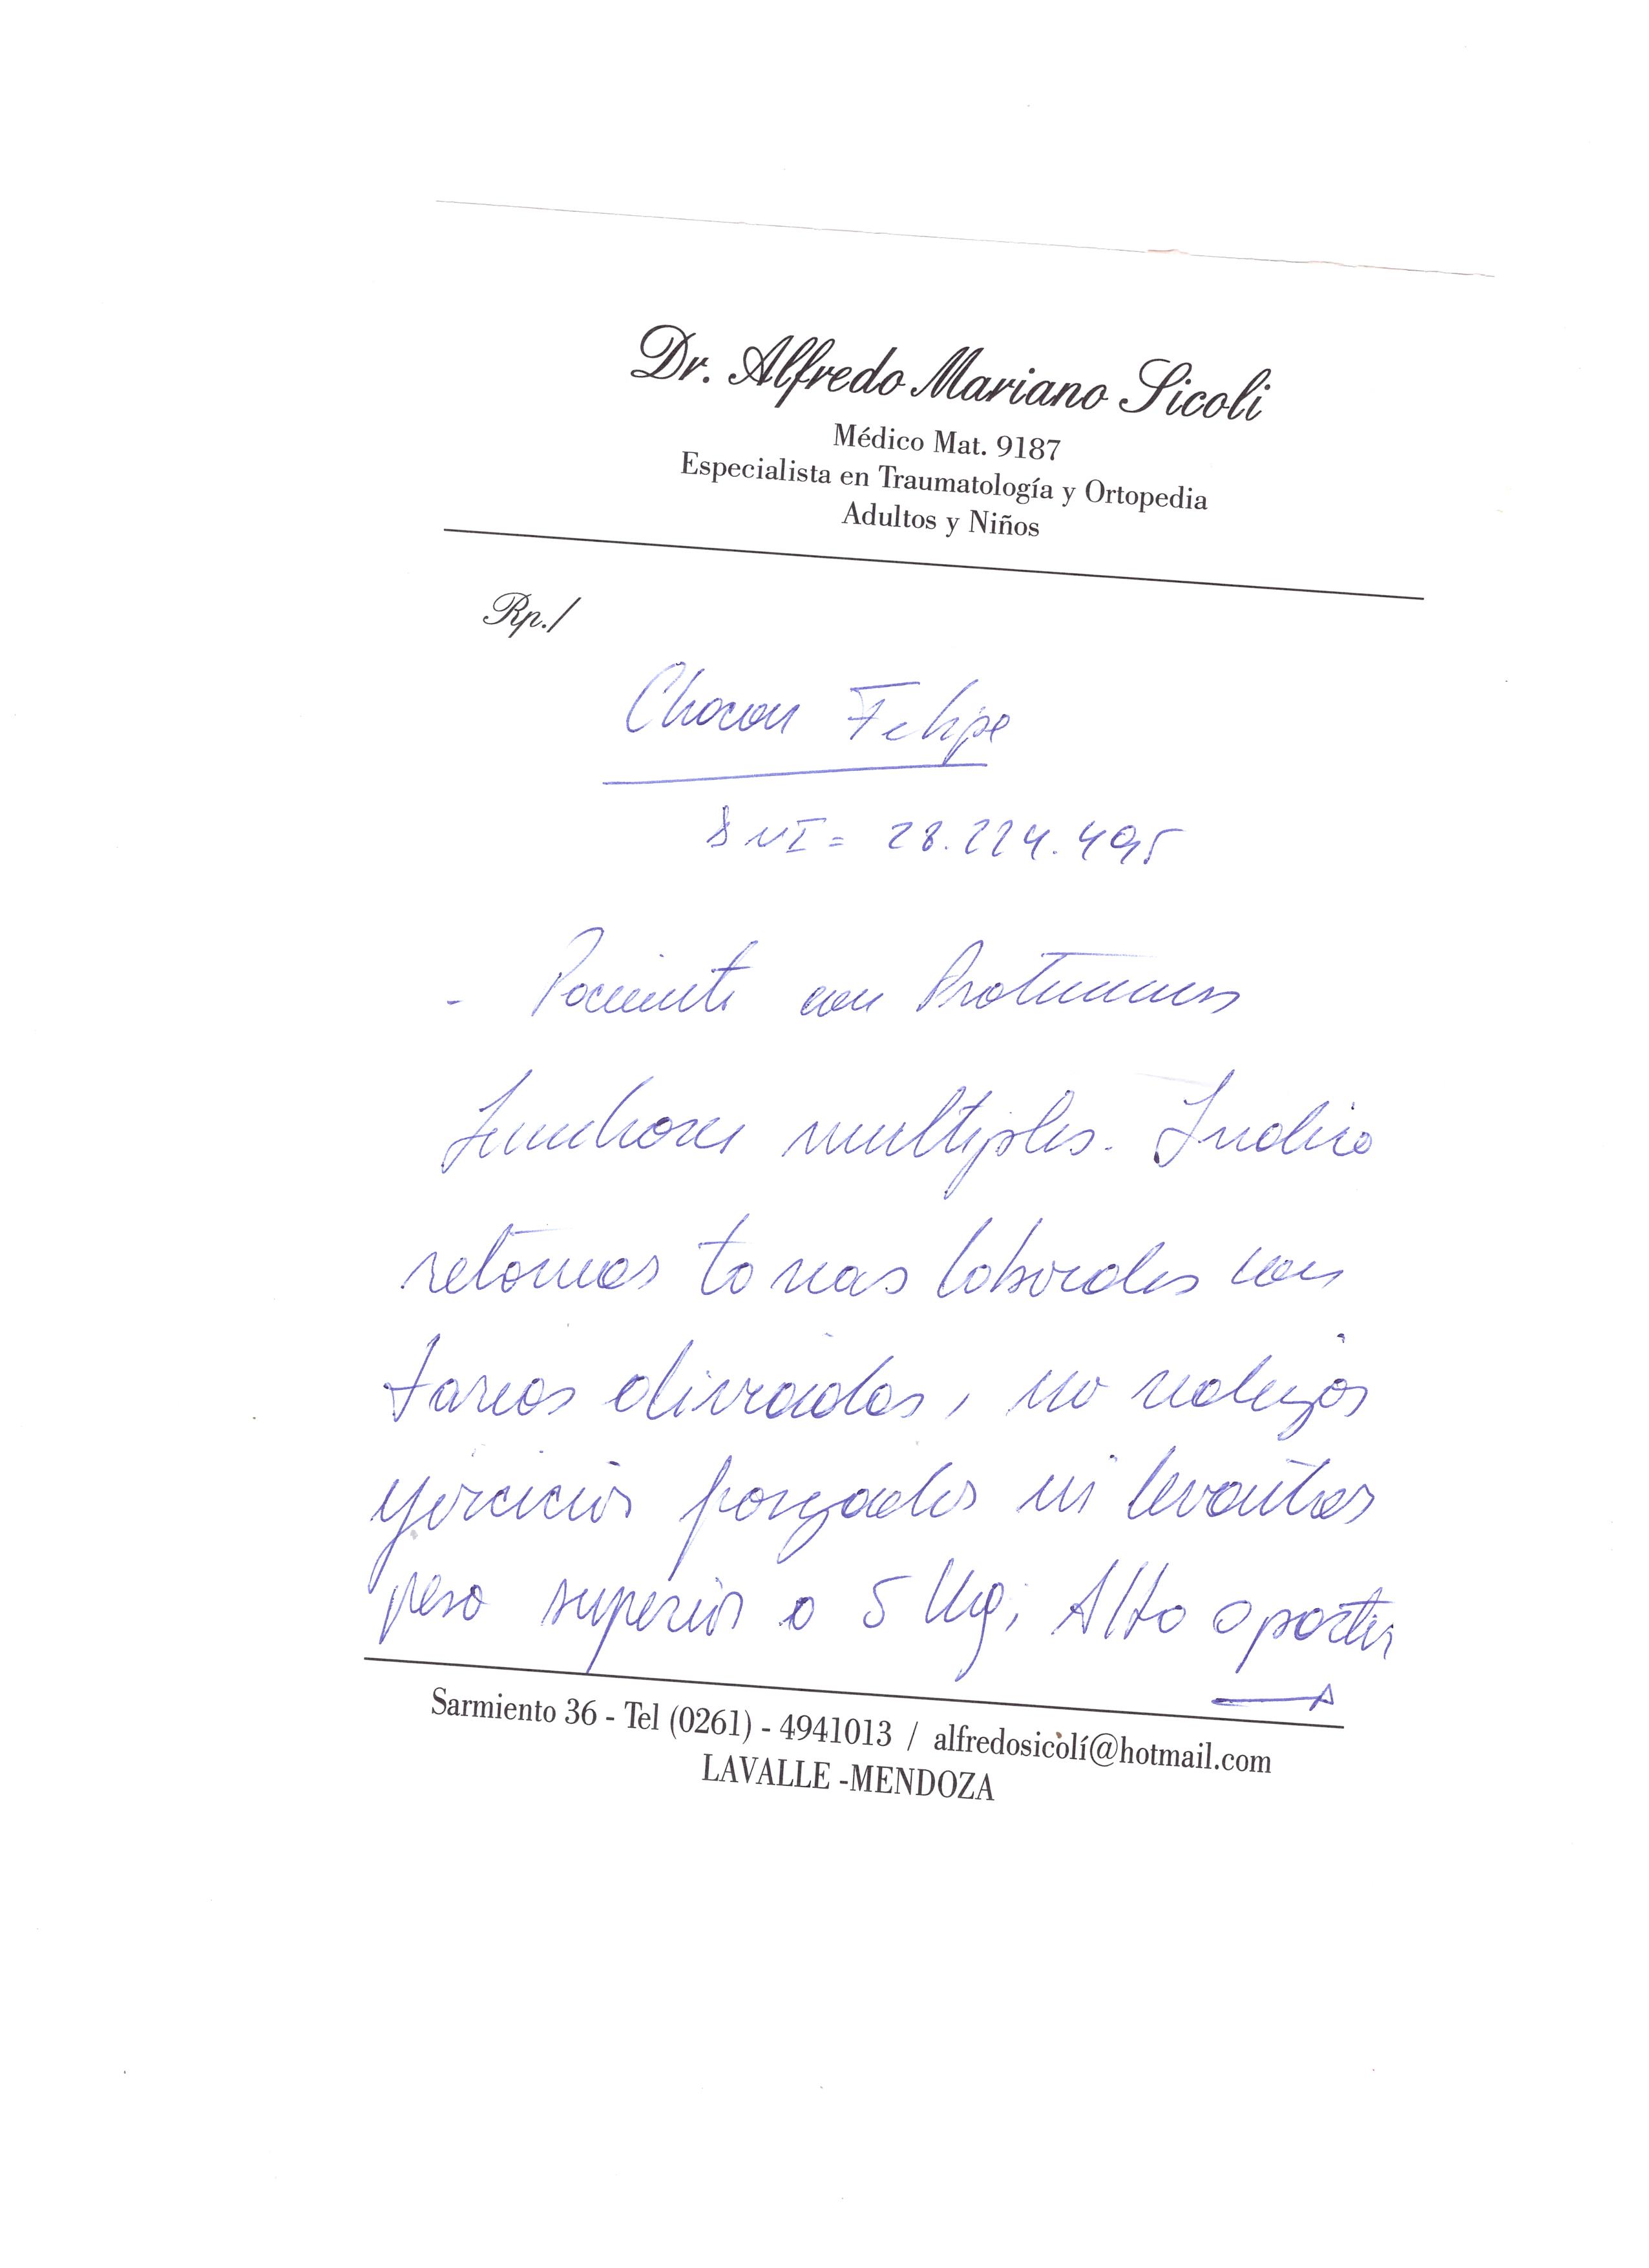 Dr. Alfredo Mariano Sicoli
Médico Mat. 9187
Especialista en Traumatología y Ortopedia
Adultos y Niños
Rp./
Chacon Felipe
DNI = 28.224.495
- Paciente con Protusiones
Lumbares multiples. Indico
retomar tareas laborales con
tareas aliviadas, no realizar
ejercicios forzados ni levantar
peso superior a 5 Kg, Alta a partir
Sarmiento 36 - Tel (0261) - 4941013 / alfredosicolí@hotmail.com
LAVALLE -MENDOZA